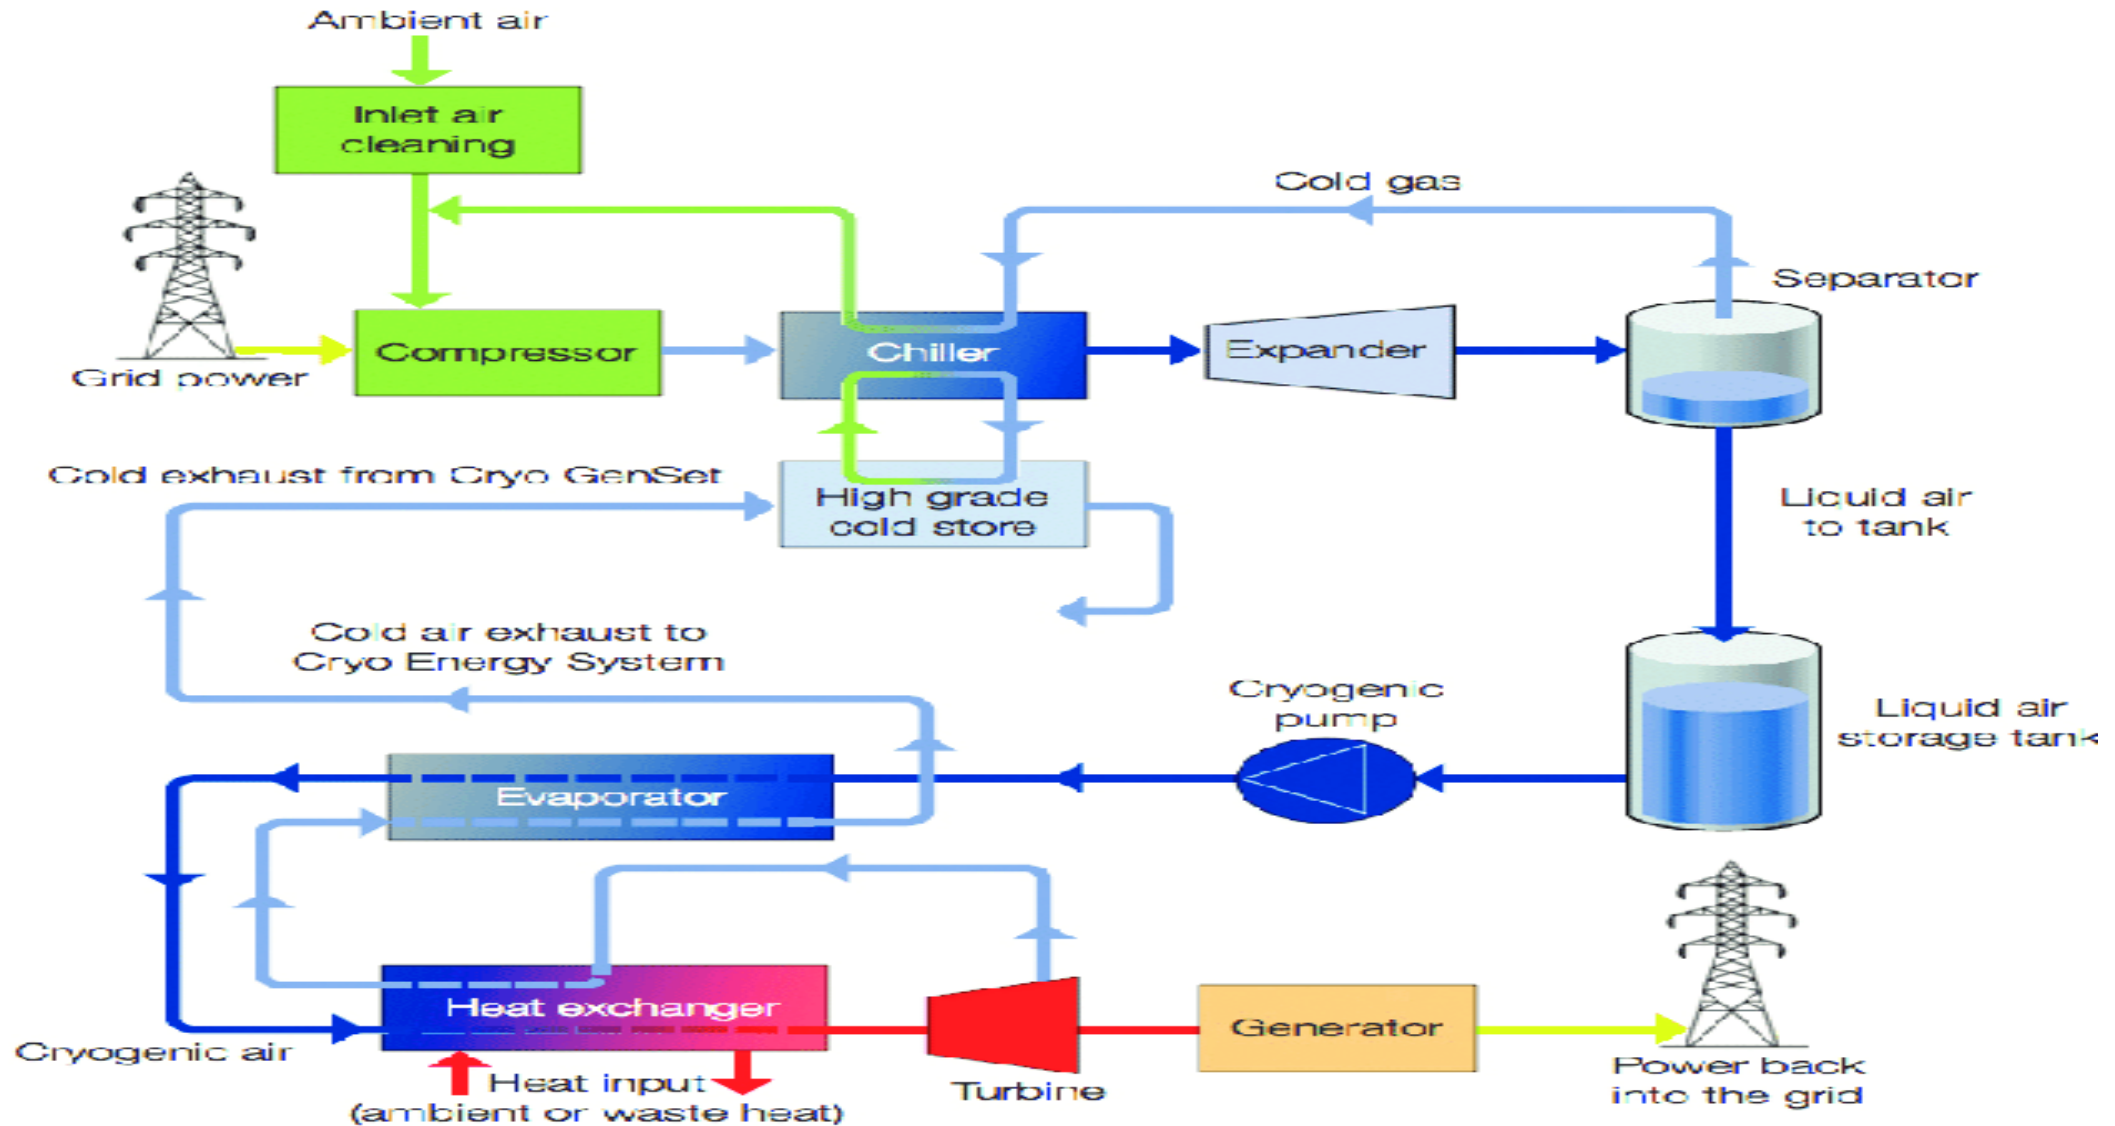 Ambient air
Inlet air
cleaning
Cold gas
Separator
Compressor
Chiller
Expander
Grid power
Cold exhaust from Cryo GenSet
High grade
cold store
Liquid air
to tank
Cold air exhaust to
Cryo Energy System
Cryogenic
pump
Liquid air
storage tank
Evaporator
Heat exchanger
Generator
Cryogenic air
Heat input
(ambient or waste heat)
Turbine
Power back
into the grid